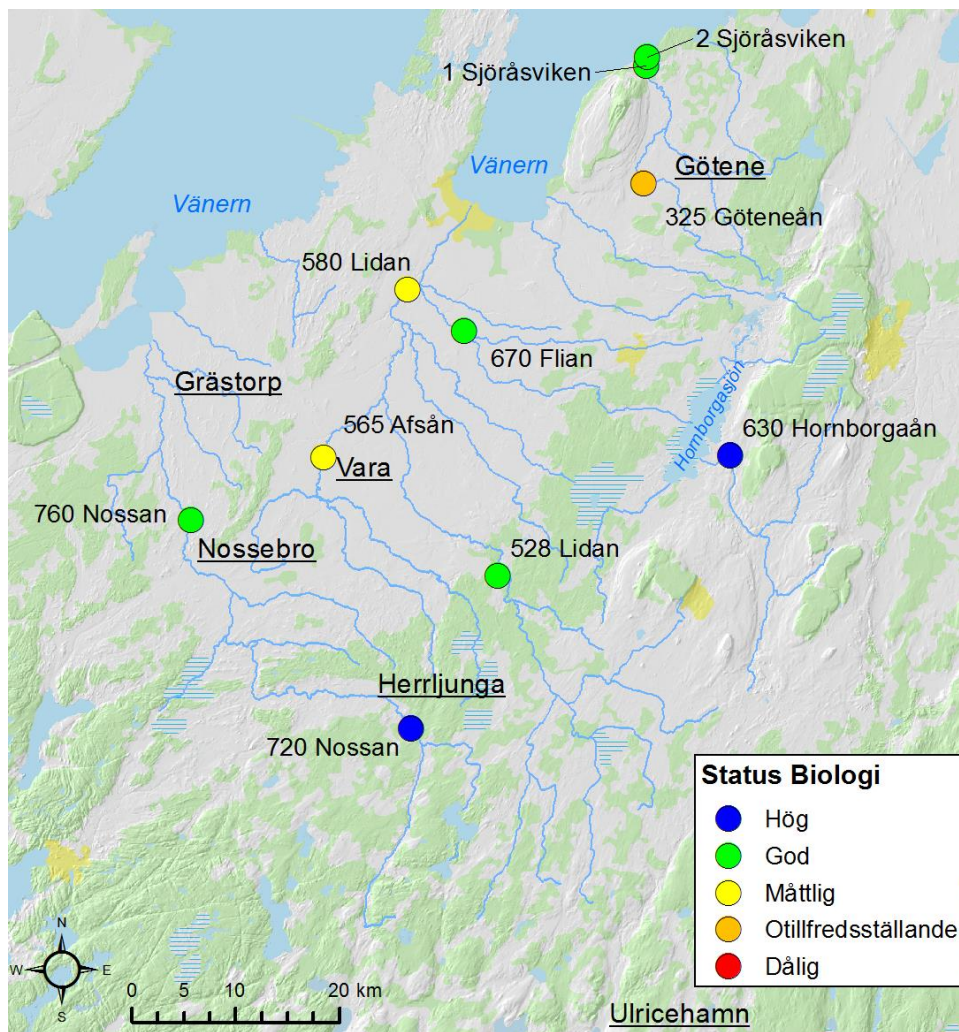 2 Sjöråsviken
1 Sjöråsviken
Vänern
Götene
Vänern
325 Göteneån
580 Lidan
670 Flian
Grästorp
Hornborgasjön
565 Afsån
630 Hornborgaån
Vara
760 Nossan
Nossebro
528 Lidan
Herrljunga
720 Nossan
Status Biologi
Hög
God
Måttlig
Otillfredsställande
Dålig
N
W E
S
0 5 10 20 km
Ulricehamn